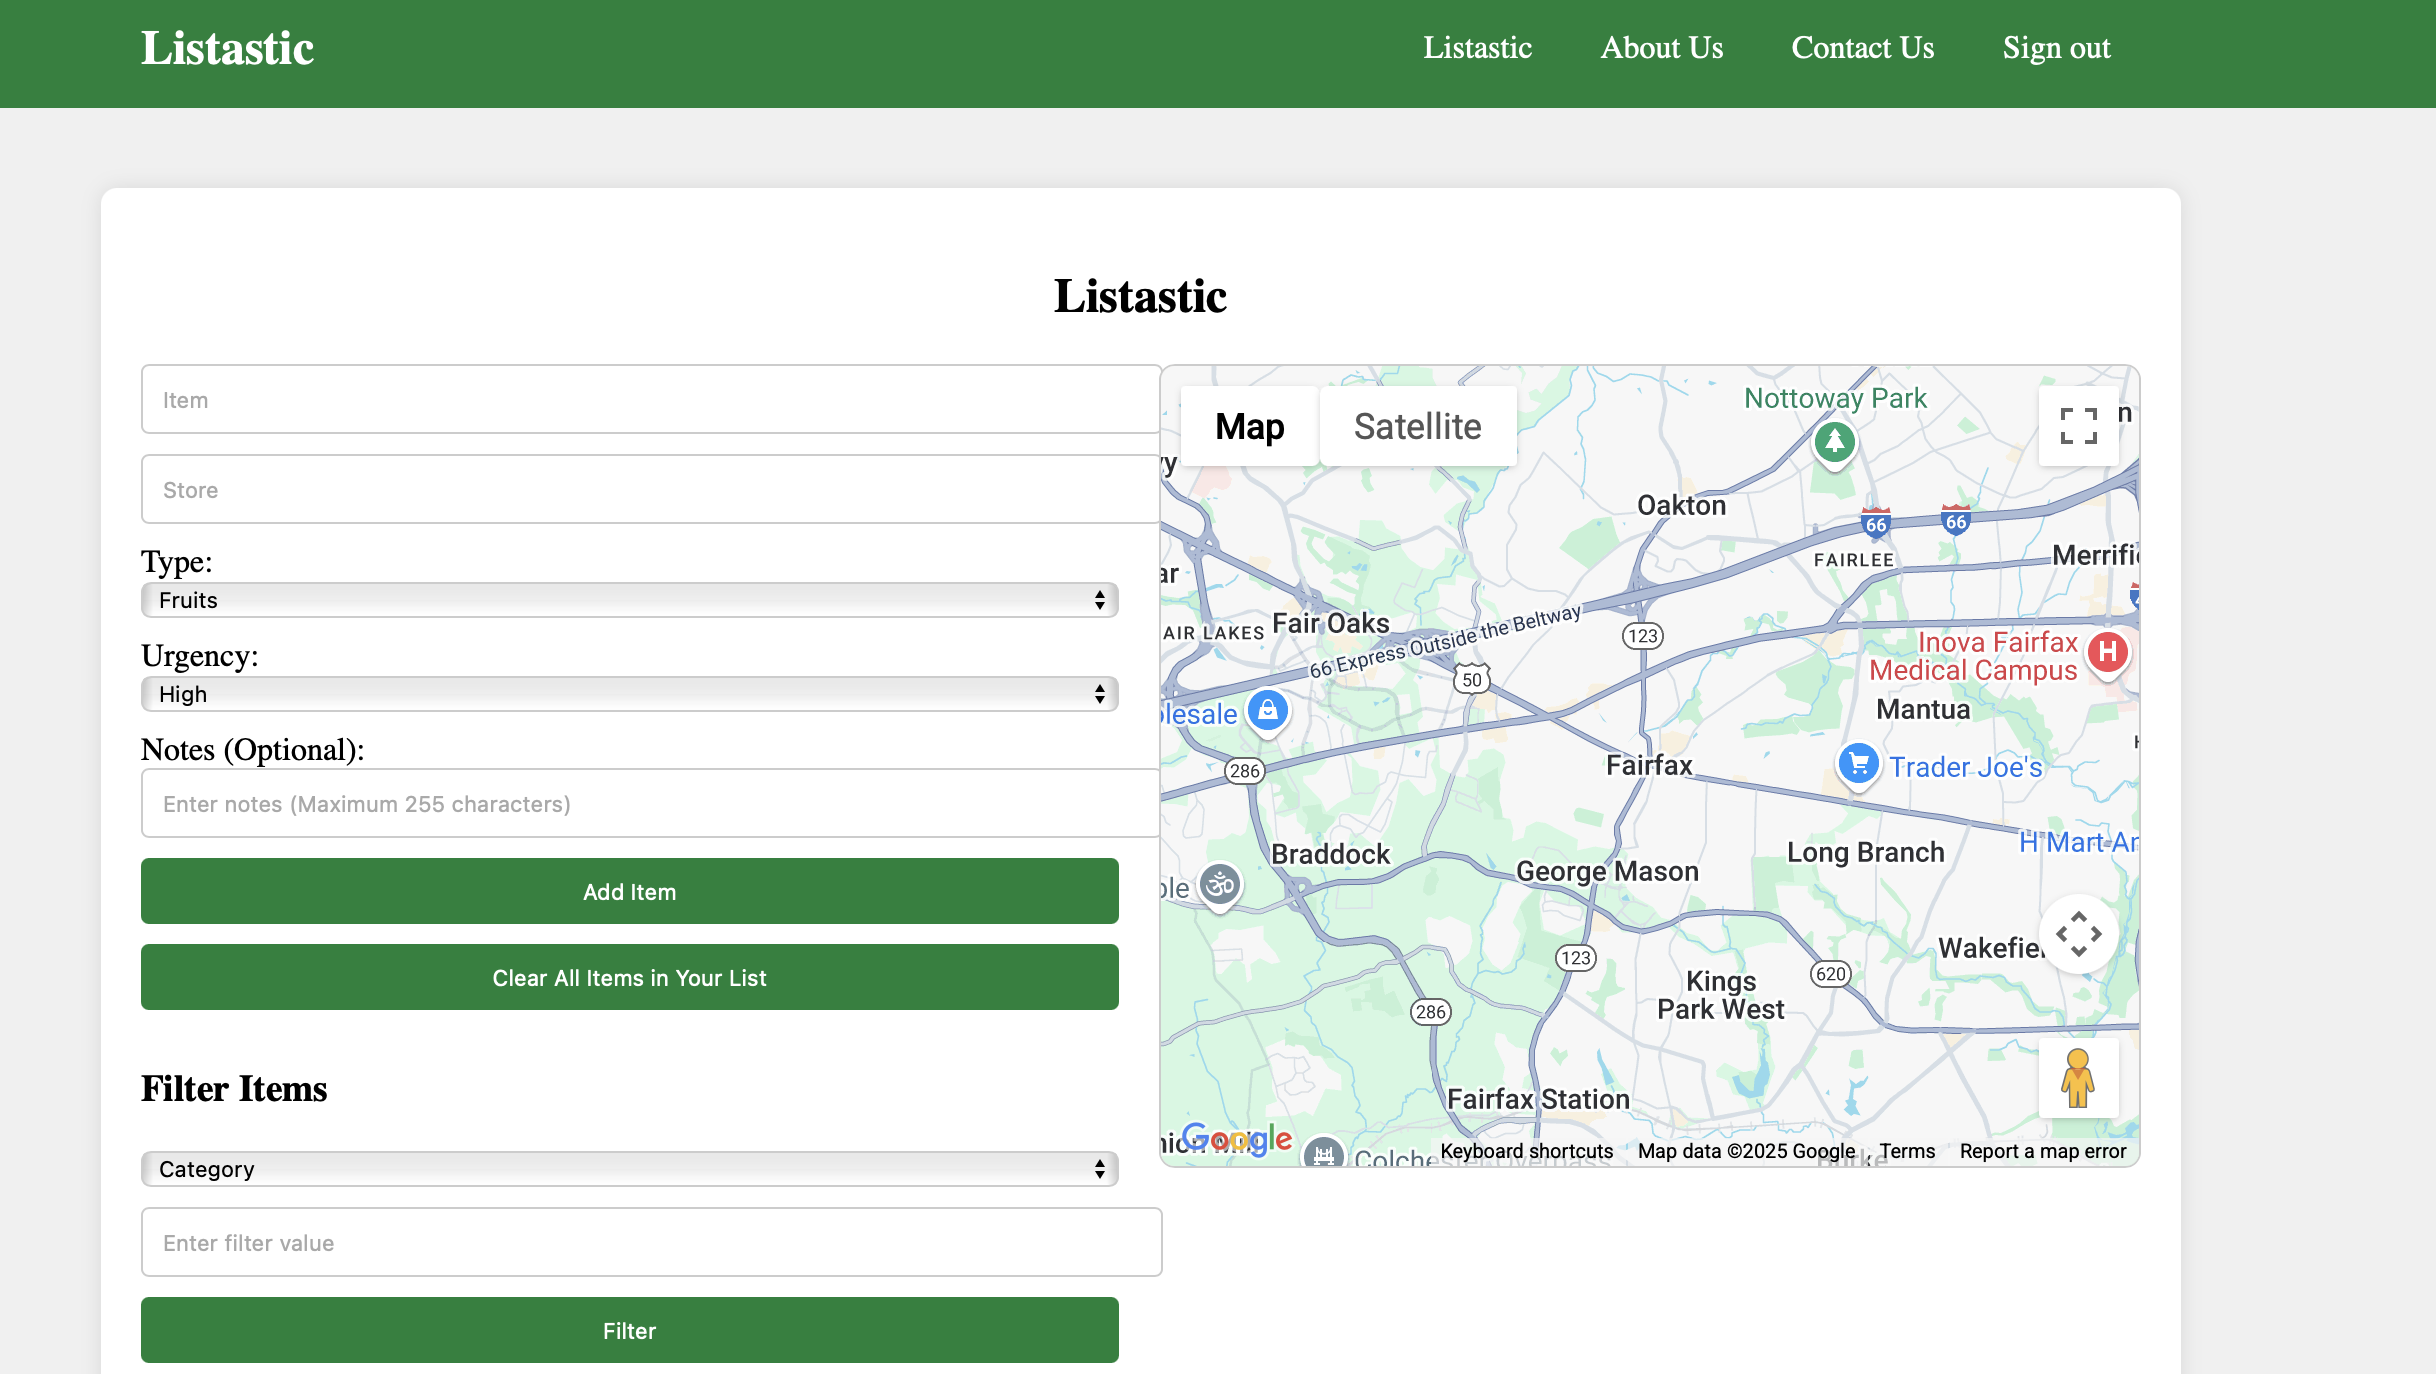 Listastic
Listastic
About Us
Contact Us
Sign out
Listastic
Item
Store
Type:
Fruits
Urgency:
High
Notes (Optional):
Enter notes (Maximum 255 characters)
Add Item
Clear All Items in Your List
Filter Items
Category
Enter filter value
Filter
Map
Satellite
Nottoway Park
Oakton
66
66
FAIRLEE
Merrifi
AIR LAKES
Fair Oaks
66 Express Outside the Beltway
123
50
Inova Fairfax
Medical Campus
H
Mantua
lesale
286
Fairfax
Trader Joe's
H Mart
Braddock
George Mason
Long Branch
ॐ
123
Kings
Park West
620
Wakefie
286
Fairfax Station
Google
Colche
Overpass
Burke
Keyboard shortcuts
Map data ©2025 Google
Terms
Report a map error